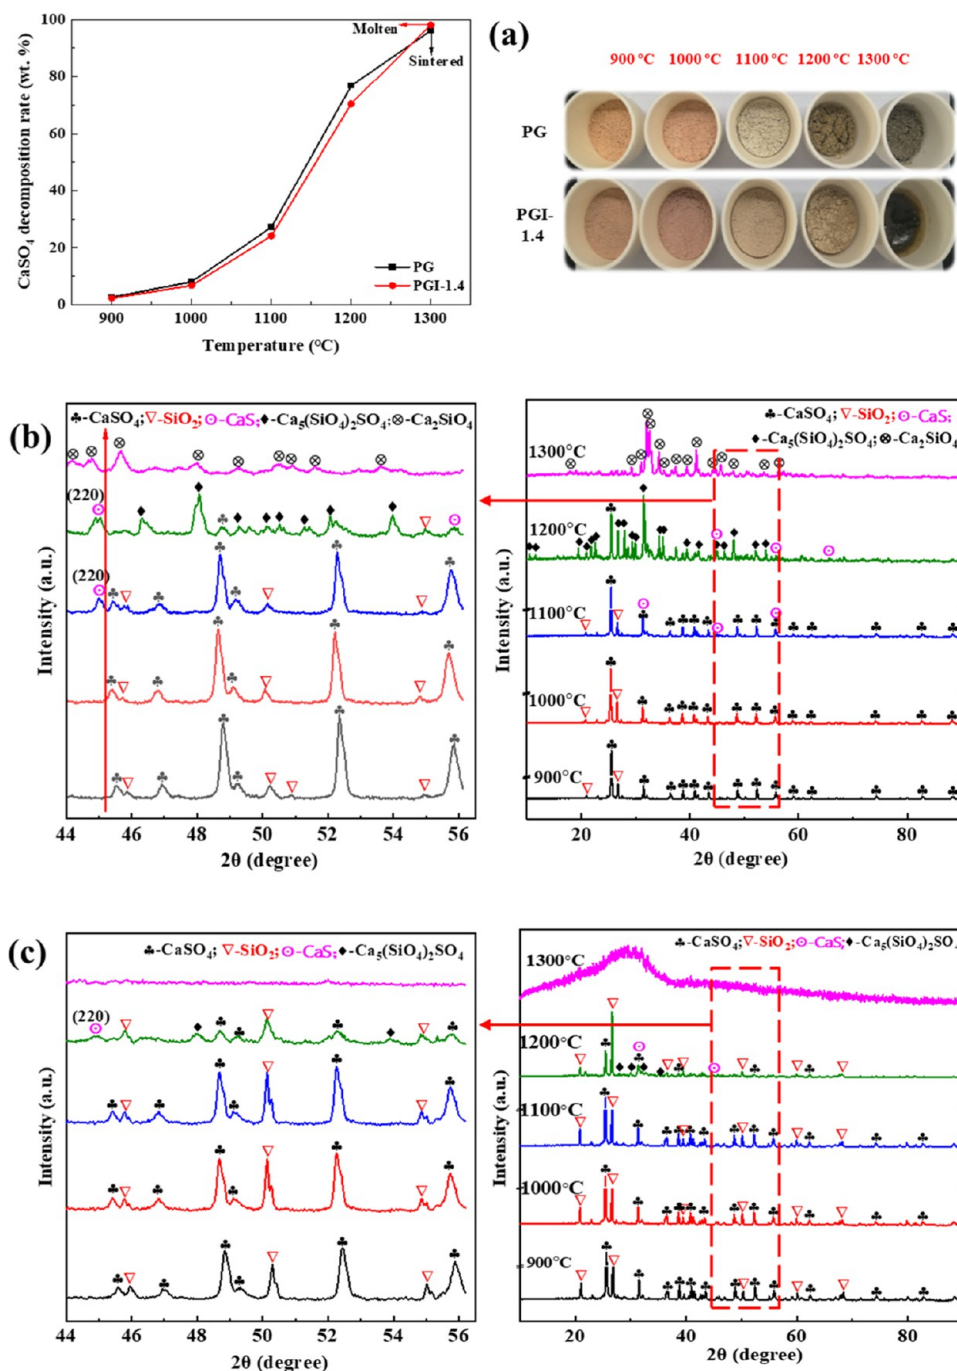 (a)
CaSO4 decomposition rate (wt. %)
100
80
60
40
20
0
Molten
Sintered
PG
PGI-1.4
900
1000
1100
1200
1300
Temperature (°C)
900 °C 1000 °C 1100 °C 1200 °C 1300 °C
PG
PGI-
1.4
(b)
♣-CaSO4; ▽-SiO2; ⊙-CaS; ♦-Ca5(SiO4)2SO4; ⊗-Ca2SiO4
(220)
(220)
Intensity (a.u.)
44 46 48 50 52 54 56
2θ (degree)
♣-CaSO4; ▽-SiO2; ⊙-CaS;
♦-Ca5(SiO4)2SO4; ⊗-Ca2SiO4
1300°C
1200°C
1100°C
1000°C
900°C
Intensity (a.u.)
20 40 60 80
2θ (degree)
(c)
♣-CaSO4; ▽-SiO2; ⊙-CaS; ♦-Ca5(SiO4)2SO4
(220)
Intensity (a.u.)
44 46 48 50 52 54 56
2θ (degree)
♣-CaSO4; ▽-SiO2; ⊙-CaS; ♦-Ca5(SiO4)2SO4
1300°C
1200°C
1100°C
1000°C
900°C
Intensity (a.u.)
20 40 60 80
2θ (degree)